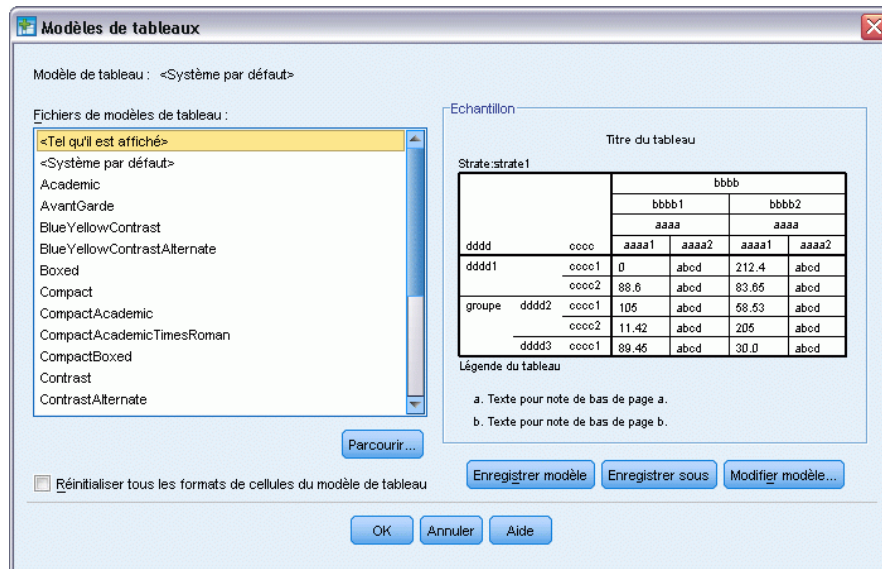 Modèles de tableaux
Modèle de tableau : <Système par défaut>
Fichiers de modèles de tableau :
<Tel qu'il est affiché>
<Système par défaut>
Academic
AvantGarde
BlueYellowContrast
BlueYellowContrastAlternate
Boxed
Compact
CompactAcademic
CompactAcademicTimesRoman
CompactBoxed
Contrast
ContrastAlternate
Parcourir...
Réinitialiser tous les formats de cellules du modèle de tableau
Echantillon
Titre du tableau
Strate:strate1
bbbb
bbbb1 bbbb2
aaaa aaaa
dddd cccc aaaa1 aaaa2 aaaa1 aaaa2
dddd1 cccc1 0 abcd 212.4 abcd
cccc2 88.6 abcd 83.65 abcd
groupe dddd2 cccc1 105 abcd 58.53 abcd
cccc2 11.42 abcd 205 abcd
dddd3 cccc1 89.45 abcd 30.0 abcd
Légende du tableau
a. Texte pour note de bas de page a.
b. Texte pour note de bas de page b.
Enregistrer modèle Enregistrer sous Modifier modèle...
OK Annuler Aide